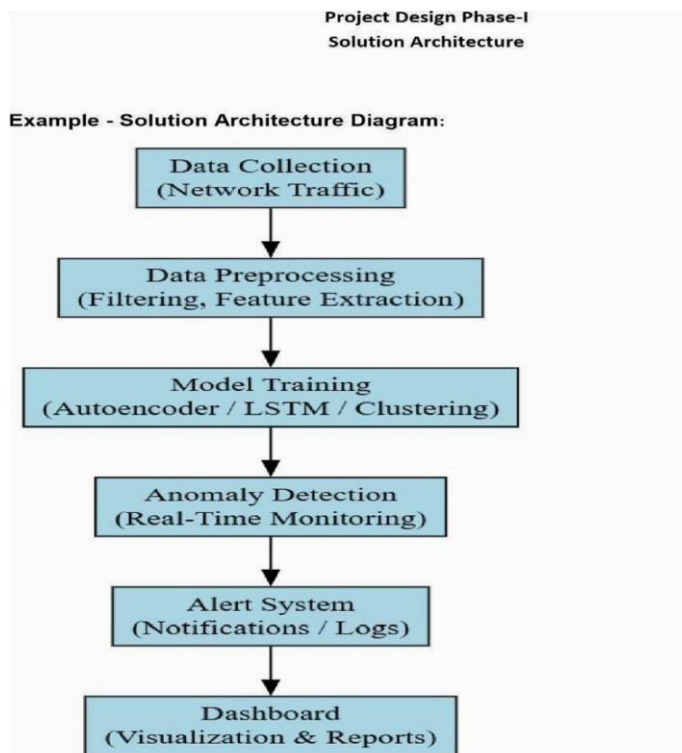 Project Design Phase-I
Solution Architecture
Example - Solution Architecture Diagram:
Data Collection
(Network Traffic)
Data Preprocessing
(Filtering, Feature Extraction)
Model Training
(Autoencoder / LSTM / Clustering)
Anomaly Detection
(Real-Time Monitoring)
Alert System
(Notifications / Logs)
Dashboard
(Visualization & Reports)